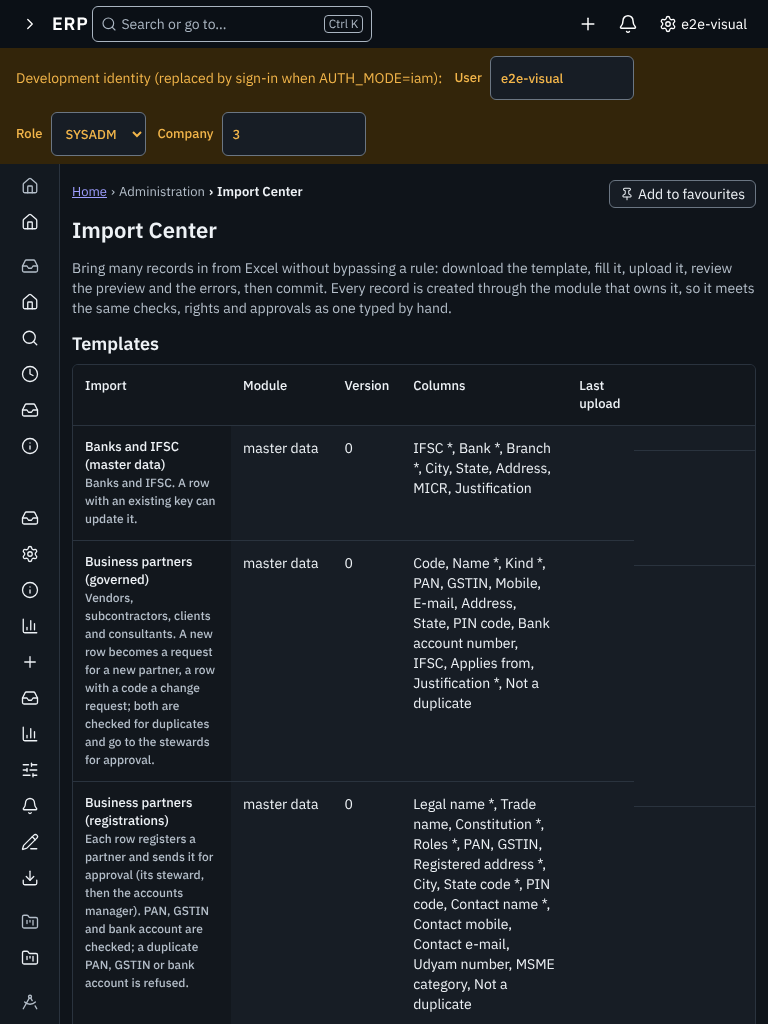 ERP Search or go to... Ctrl K e2e-visual
Development identity (replaced by sign-in when AUTH_MODE=iam): User e2e-visual
Role SYSADM Company 3
Home › Administration › Import Center
Add to favourites
Import Center
Bring many records in from Excel without bypassing a rule: download the template, fill it, upload it, review
the preview and the errors, then commit. Every record is created through the module that owns it, so it meets
the same checks, rights and approvals as one typed by hand.
Templates
Import Module Version Columns Last
upload
Banks and IFSC
(master data)
Banks and IFSC. A row
with an existing key can
update it.
master data 0
IFSC *, Bank *, Branch
*, City, State, Address,
MICR, Justification
Business partners
(governed)
Vendors,
subcontractors, clients
and consultants. A new
row becomes a request
for a new partner, a row
with a code a change
request; both are
checked for duplicates
and go to the stewards
for approval.
master data 0
Code, Name *, Kind *,
PAN, GSTIN, Mobile,
E-mail, Address,
State, PIN code, Bank
account number,
IFSC, Applies from,
Justification *, Not a
duplicate
Business partners
(registrations)
Each row registers a
partner and sends it for
approval (its steward,
then the accounts
manager). PAN, GSTIN
and bank account are
checked; a duplicate
PAN, GSTIN or bank
account is refused.
master data 0
Legal name *, Trade
name, Constitution *,
Roles *, PAN, GSTIN,
Registered address *,
City, State code *, PIN
code, Contact name *,
Contact mobile,
Contact e-mail,
Udyam number, MSME
category, Not a
duplicate